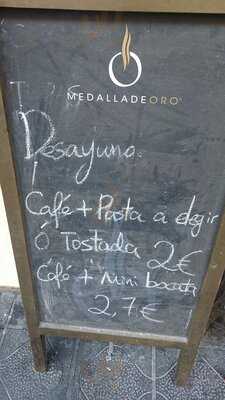 MEDALLADEORO
Desayuno
Café + Pasta a elegir
Ó Tostada 2€
Café + Mini bocata
2,7€